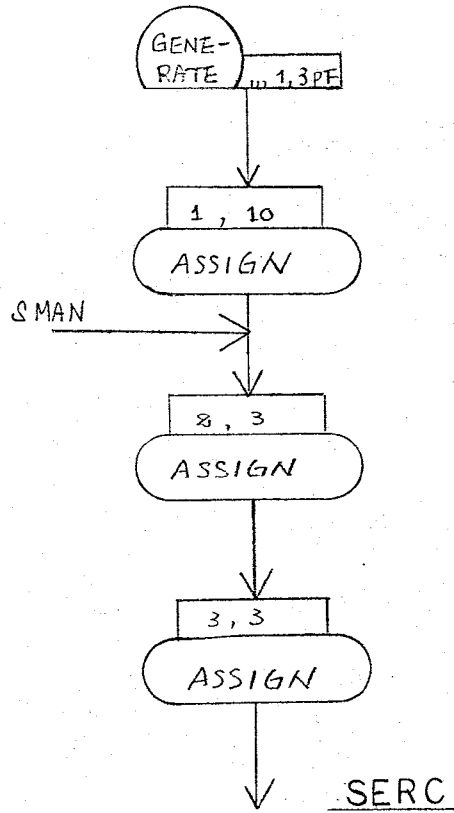 GENE-
RATE
,,, 1, 3PF
1, 10
ASSIGN
SMAN
2, 3
ASSIGN
3, 3
ASSIGN
SERC